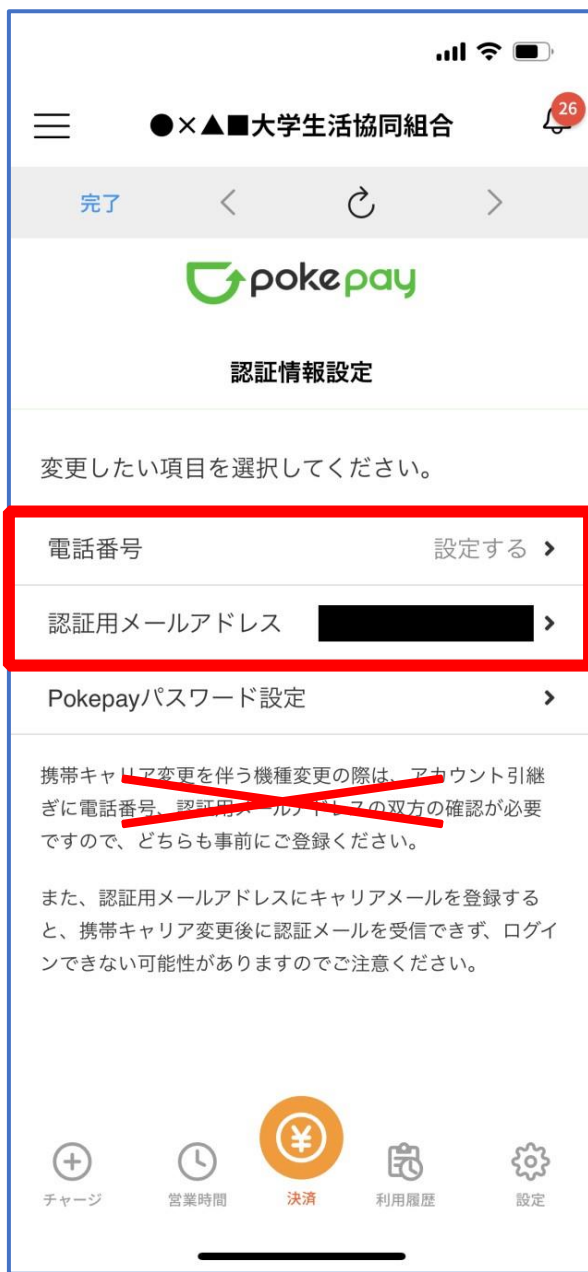 ●×▲■大学生活協同組合
26
完了
pokepay
認証情報設定
変更したい項目を選択してください。
電話番号 設定する
認証用メールアドレス
Pokepayパスワード設定
携帯キャリア変更を伴う機種変更の際は、アカウント引継
ぎに電話番号、認証用メールアドレスの双方の確認が必要
ですので、どちらも事前にご登録ください。
また、認証用メールアドレスにキャリアメールを登録する
と、携帯キャリア変更後に認証メールを受信できず、ログイ
ンできない可能性がありますのでご注意ください。
チャージ 営業時間 決済 利用履歴 設定